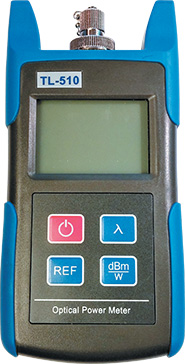 TL-510
λ
REF
dBm
W
Optical Power Meter